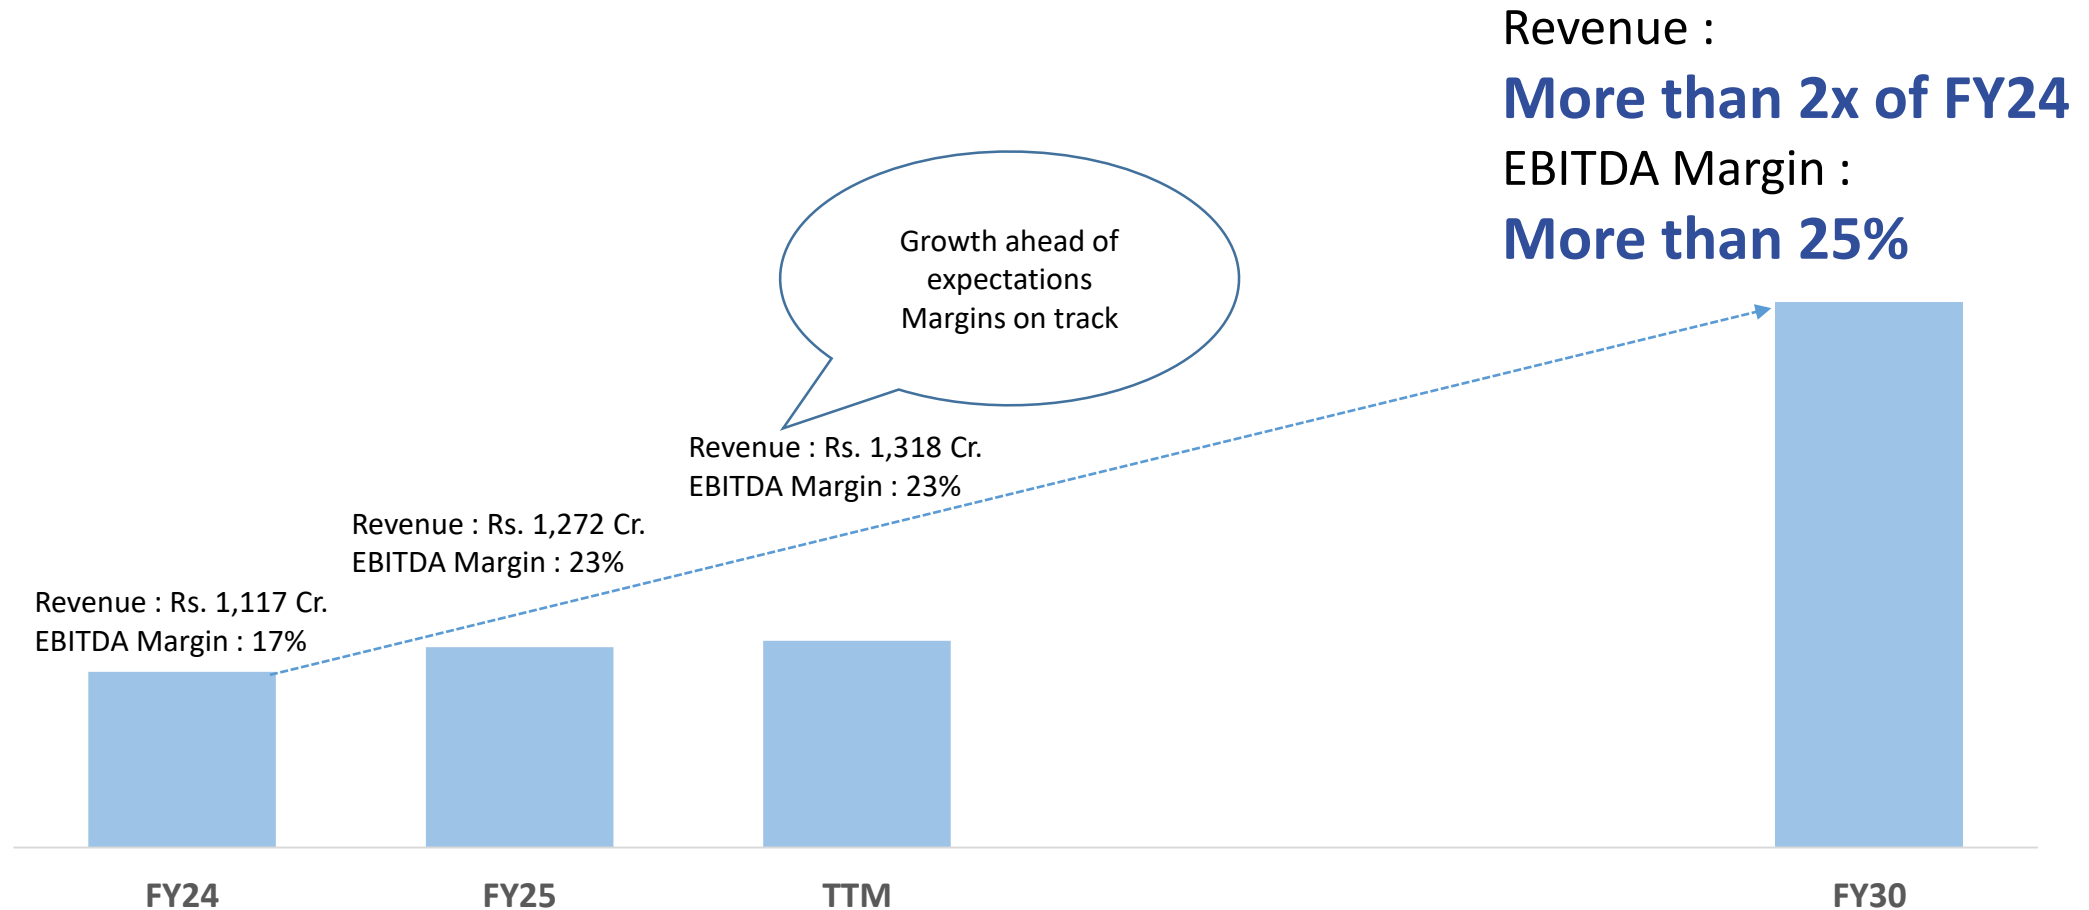 Revenue :
More than 2x of FY24
EBITDA Margin :
More than 25%
Growth ahead of
expectations
Margins on track
Revenue : Rs. 1,318 Cr.
EBITDA Margin : 23%
Revenue : Rs. 1,272 Cr.
EBITDA Margin : 23%
Revenue : Rs. 1,117 Cr.
EBITDA Margin : 17%
FY24
FY25
TTM
FY30